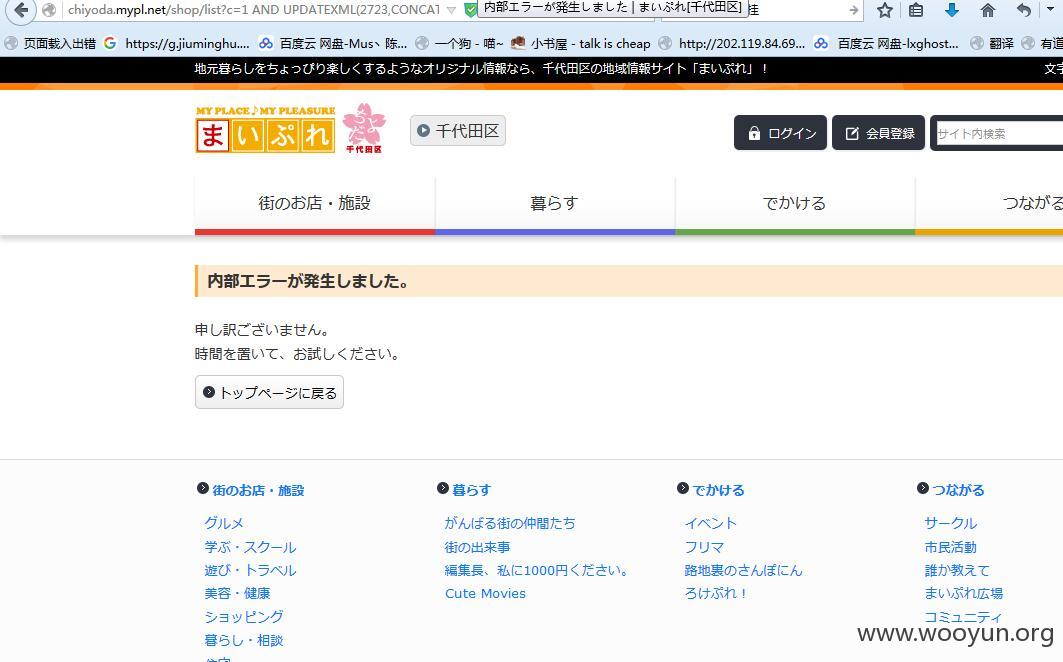 chiyoda.mypl.net/shop/list?c=1 AND UPDATEXML(2723,CONCAT
内部エラーが発生しました | まいぷれ[千代田区]
页面载入出错 https://g.jiuminghu.... 百度云 网盘-Mus丶陈... 一个狗 - 喵~ 小书屋 - talk is cheap http://202.119.84.69... 百度云 网盘-lxghost... 翻译 有道
地元暮らしをちょっぴり楽しくするようなオリジナル情報なら、千代田区の地域情報サイト「まいぷれ」！ 文字
MY PLACE♪MY PLEASURE
まいぷれ ちよだ 千代田区 千代田区 ログイン 会員登録 サイト内検索
街のお店・施設 暮らす でかける つながる
内部エラーが発生しました。
申し訳ございません。
時間を置いて、お試しください。
トップページに戻る
街のお店・施設 暮らす でかける つながる
グルメ がんばる街の仲間たち イベント サークル
学ぶ・スクール 街の出来事 フリマ 市民活動
遊び・トラベル 編集長、私に1000円ください。 路地裏のさんぽにん 誰か教えて
美容・健康 Cute Movies ろけぷれ！ まいぷれ広場
ショッピング コミュニティ
暮らし・相談
www.wooyun.org